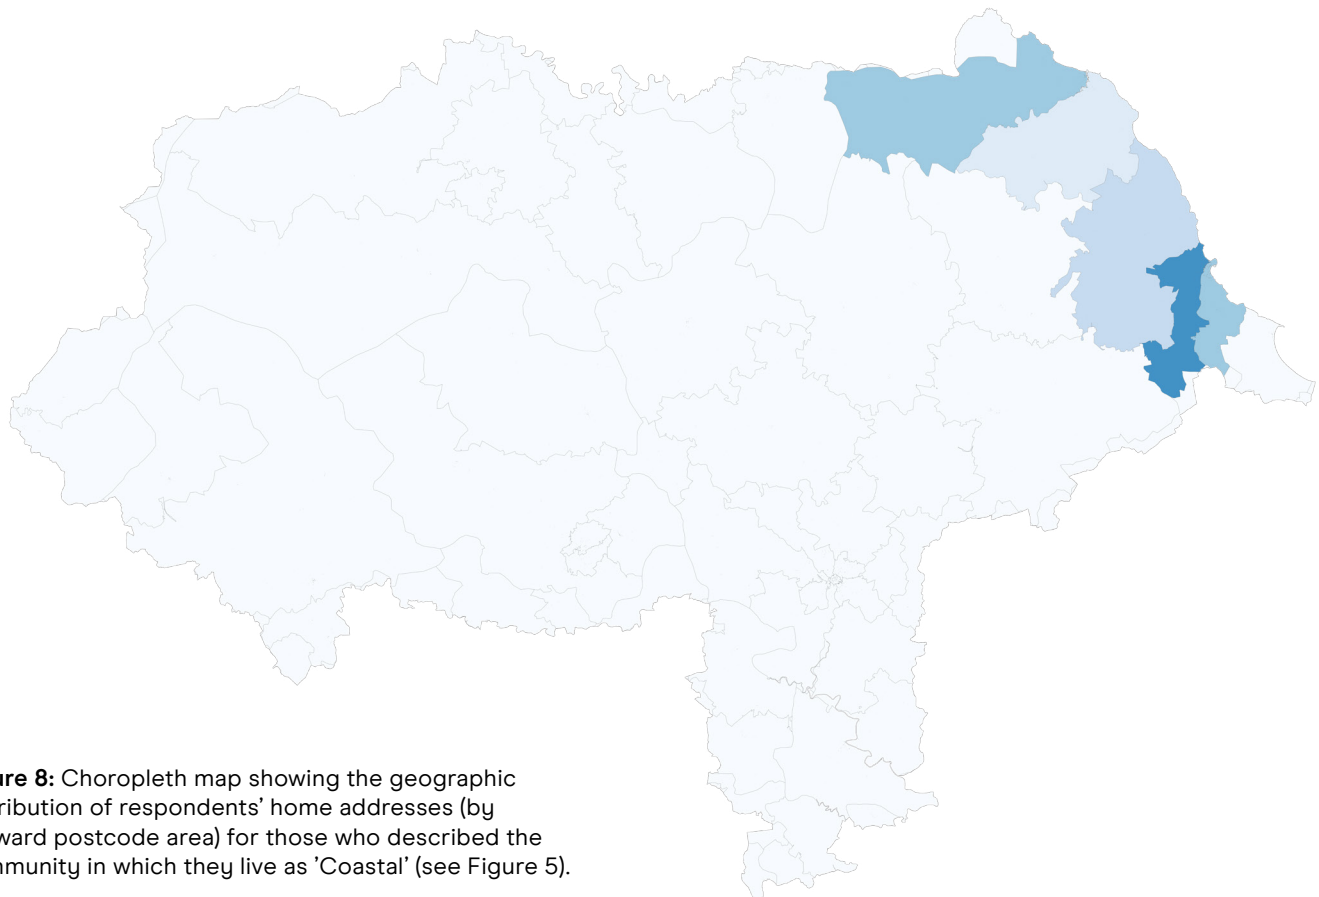 ure 8: Choropleth map showing the geographic
ribution of respondents’ home addresses (by
ward postcode area) for those who described the
mmunity in which they live as ’Coastal’ (see Figure 5).